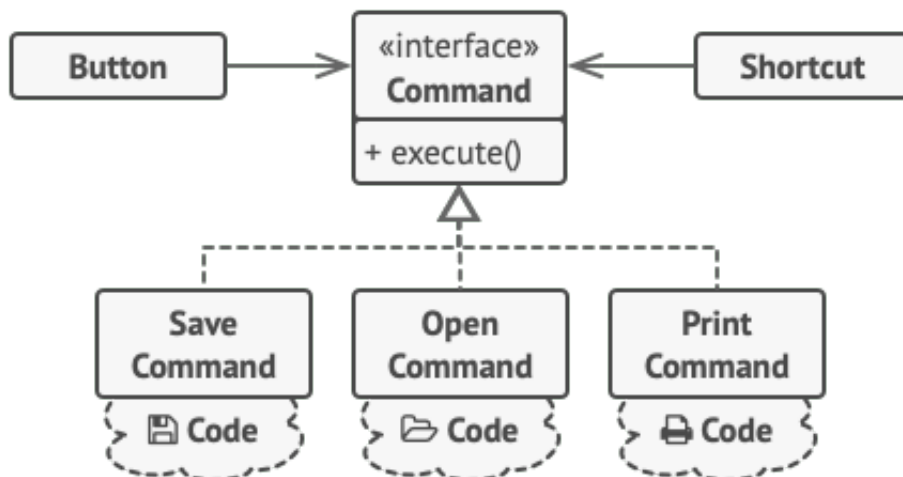 Button
«interface»
Command
Shortcut
+ execute()
Save
Command
Open
Command
Print
Command
Code
Code
Code